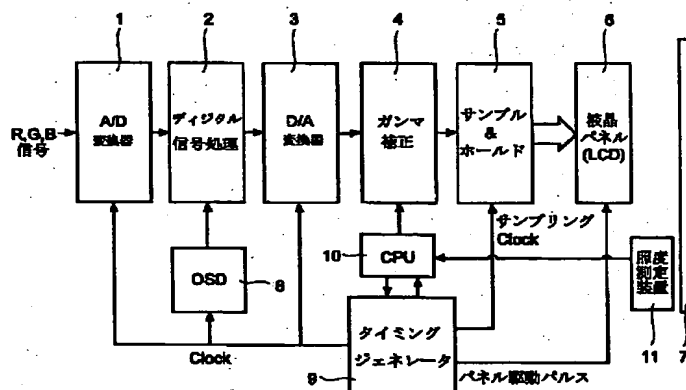 1
2
3
4
5
6
R,G,B
信号
A/D
変換器
ディジタル
信号処理
D/A
変換器
ガンマ
補正
サンプル
&
ホールド
液晶
パネル
(LCD)
サンプリング
Clock
10
CPU
OSD
8
照度
測定
装置
11
7
Clock
タイミング
ジェネレータ
9
パネル駆動パルス